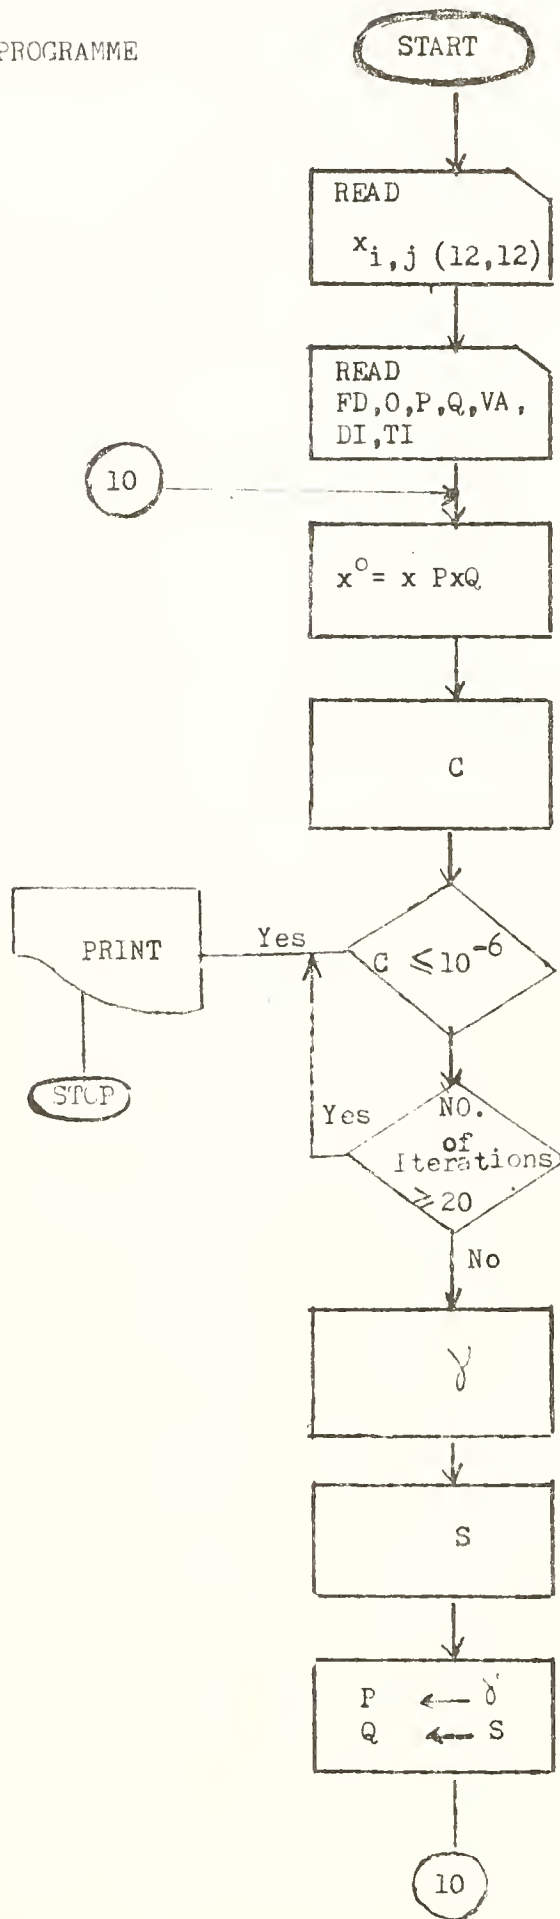 PROGRAMME
START
READ
x i,j (12,12)
READ
FD,O,P,Q,VA,
DI,TI
10
x° = x PxQ
C
C ≤ 10⁻⁶
Yes
PRINT
STOP
NO.
of
Iterations
≥ 20
Yes
No
γ
S
P ← γ
Q ← S
10